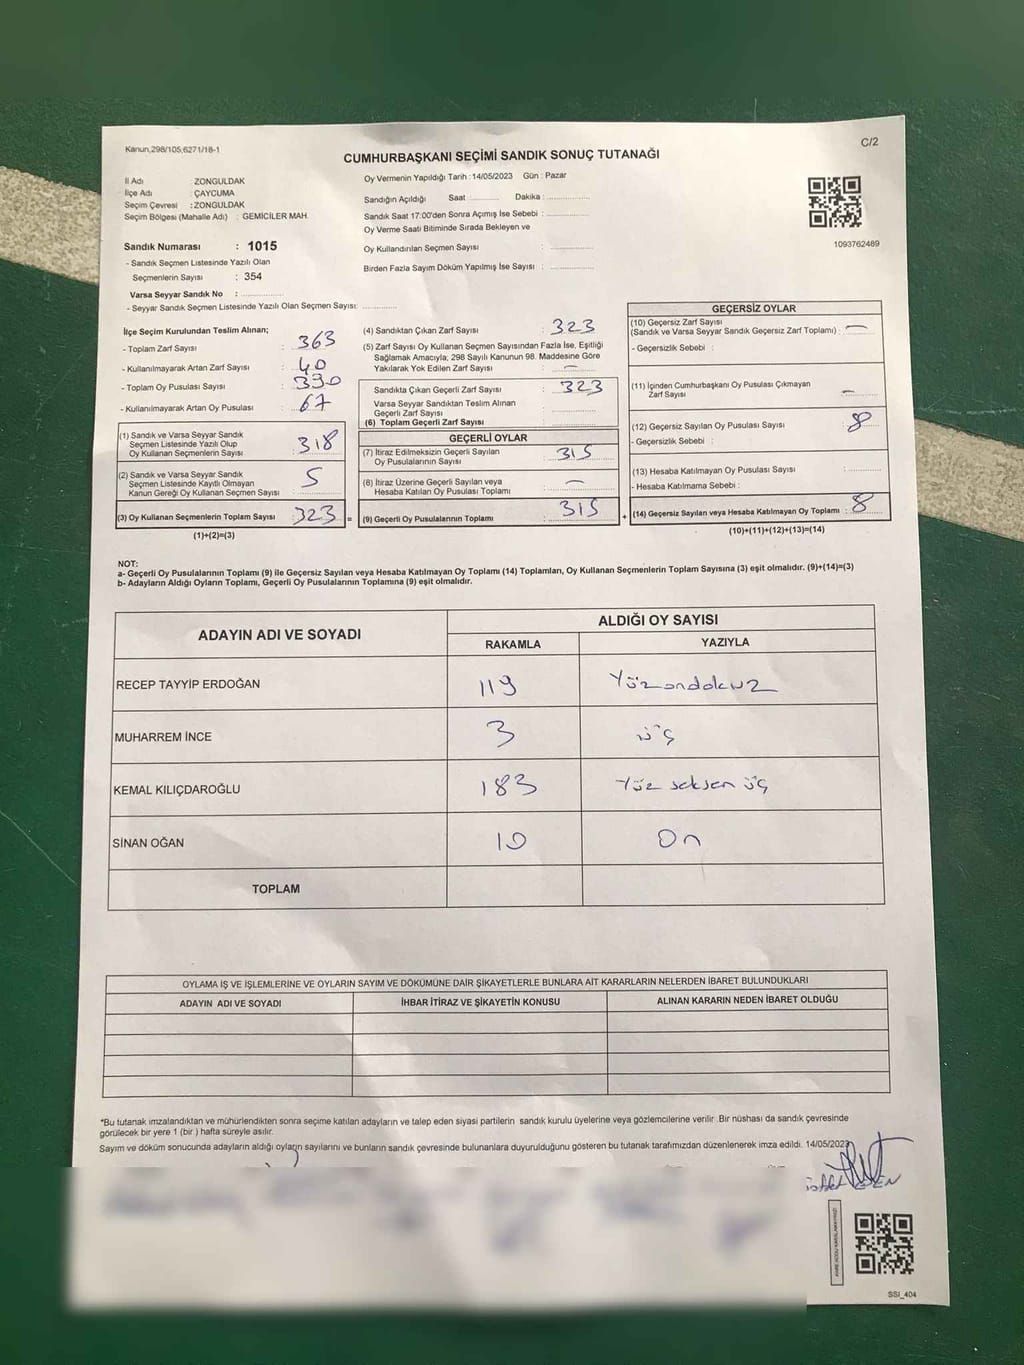 Kanun,298/105,6271/18-1
C/2
CUMHURBAŞKANI SEÇİMİ SANDIK SONUÇ TUTANAĞI
İl Adı : ZONGULDAK
İlçe Adı : ÇAYCUMA
Seçim Çevresi : ZONGULDAK
Seçim Bölgesi (Mahalle Adı) : GEMİCİLER MAH.
Oy Vermenin Yapıldığı Tarih : 14/05/2023 Gün : Pazar
Sandığın Açıldığı Saat .......... Dakika : ..........
Sandık Saat 17:00'den Sonra Açımış İse Sebebi : ..........
Oy Verme Saati Bitiminde Sırada Bekleyen ve
Oy Kullandırılan Seçmen Sayısı : ..........
Birden Fazla Sayım Döküm Yapılmış İse Sayısı : ..........
1093762489
Sandık Numarası : 1015
- Sandık Seçmen Listesinde Yazılı Olan
Seçmenlerin Sayısı : 354
Varsa Seyyar Sandık No : ..........
- Seyyar Sandık Seçmen Listesinde Yazılı Olan Seçmen Sayısı: ..........
İlçe Seçim Kurulundan Teslim Alınan;
- Toplam Zarf Sayısı : 363
- Kullanılmayarak Artan Zarf Sayısı : 40
- Toplam Oy Pusulası Sayısı : 390
- Kullanılmayarak Artan Oy Pusulası : 67
(1) Sandık ve Varsa Seyyar Sandık
Seçmen Listesinde Yazılı Olup
Oy Kullanan Seçmenlerin Sayısı : 318
(2) Sandık ve Varsa Seyyar Sandık
Seçmen Listesinde Kayıtlı Olmayan
Kanun Gereği Oy Kullanan Seçmen Sayısı : 5
(3) Oy Kullanan Seçmenlerin Toplam Sayısı : 323
(1)+(2)=(3)
(4) Sandıktan Çıkan Zarf Sayısı : 323
(5) Zarf Sayısı Oy Kullanan Seçmen Sayısından Fazla İse, Eşitliği
Sağlamak Amacıyla; 298 Sayılı Kanunun 98. Maddesine Göre
Yakılarak Yok Edilen Zarf Sayısı : —
Sandıkta Çıkan Geçerli Zarf Sayısı : 323
Varsa Seyyar Sandıktan Teslim Alınan
Geçerli Zarf Sayısı : ..........
(6) Toplam Geçerli Zarf Sayısı : ..........
GEÇERLİ OYLAR
(7) İtiraz Edilmeksizin Geçerli Sayılan
Oy Pusulalarının Sayısı : 315
(8) İtiraz Üzerine Geçerli Sayılan veya
Hesaba Katılan Oy Pusulası Toplamı : —
= (9) Geçerli Oy Pusulalarının Toplamı : 315
GEÇERSİZ OYLAR
(10) Geçersiz Zarf Sayısı
(Sandık ve Varsa Seyyar Sandık Geçersiz Zarf Toplamı) : —
- Geçersizlik Sebebi :
(11) İçinden Cumhurbaşkanı Oy Pusulası Çıkmayan
Zarf Sayısı : —
(12) Geçersiz Sayılan Oy Pusulası Sayısı : 8
- Geçersizlik Sebebi :
(13) Hesaba Katılmayan Oy Pusulası Sayısı : ..........
- Hesaba Katılmama Sebebi :
+ (14) Geçersiz Sayılan veya Hesaba Katılmayan Oy Toplamı : 8
(10)+(11)+(12)+(13)=(14)
NOT:
a- Geçerli Oy Pusulalarının Toplamı (9) ile Geçersiz Sayılan veya Hesaba Katılmayan Oy Toplamı (14) Toplamları, Oy Kullanan Seçmenlerin Toplam Sayısına (3) eşit olmalıdır. (9)+(14)=(3)
b- Adayların Aldığı Oyların Toplamı, Geçerli Oy Pusulalarının Toplamına (9) eşit olmalıdır.
ADAYIN ADI VE SOYADI
ALDIĞI OY SAYISI
RAKAMLA YAZIYLA
RECEP TAYYİP ERDOĞAN 119 Yüzondokuz
MUHARREM İNCE 3 üç
KEMAL KILIÇDAROĞLU 183 Yüz seksen üç
SİNAN OĞAN 10 On
TOPLAM
OYLAMA İŞ VE İŞLEMLERİNE VE OYLARIN SAYIM VE DÖKÜMÜNE DAİR ŞİKAYETLERLE BUNLARA AİT KARARLARIN NELERDEN İBARET BULUNDUKLARI
ADAYIN ADI VE SOYADI İHBAR İTİRAZ VE ŞİKAYETİN KONUSU ALINAN KARARIN NEDEN İBARET OLDUĞU
*Bu tutanak imzalandıktan ve mühürlendikten sonra seçime katılan adayların ve talep eden siyasi partilerin sandık kurulu üyelerine veya gözlemcilerine verilir .Bir nüshası da sandık çevresinde
görülecek bir yere 1 (bir ) hafta süreyle asılır.
Sayım ve döküm sonucunda adayların aldığı oyların sayılarını ve bunların sandık çevresinde bulunanlara duyurulduğunu gösteren bu tutanak tarafımızdan düzenlenerek imza edildi. 14/05/2023
SSI_404